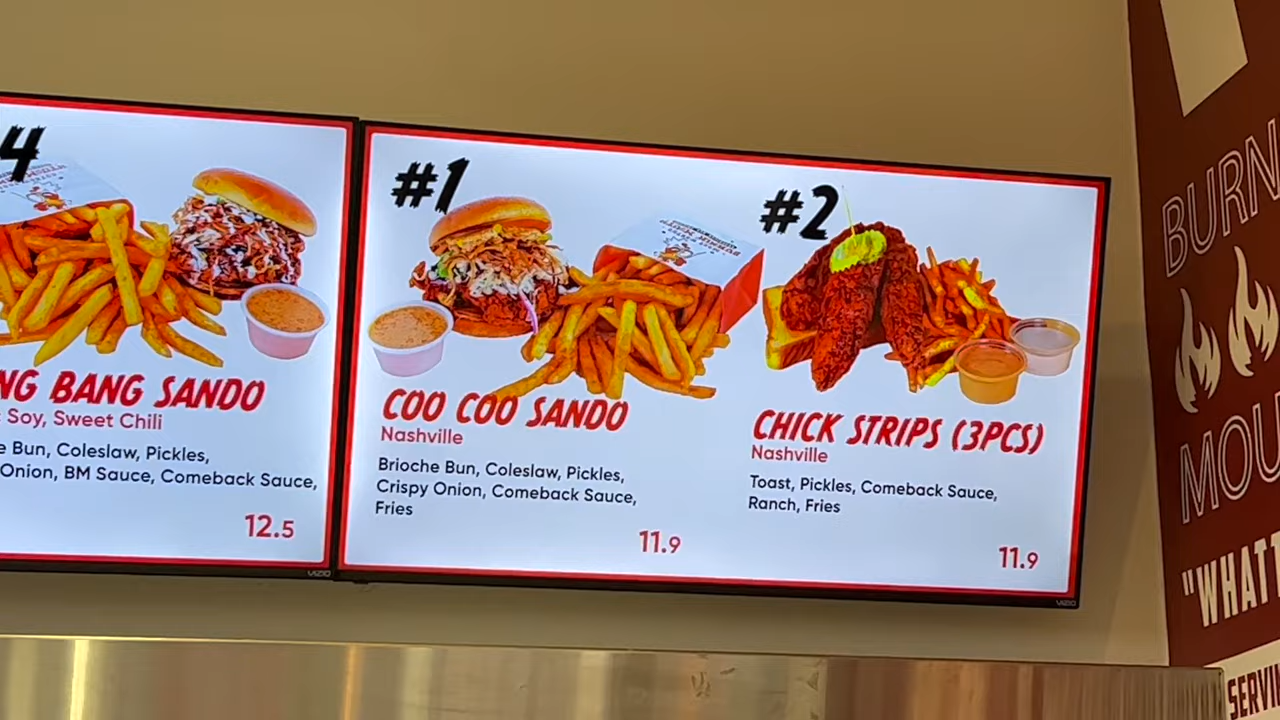 4
NG BANG SANDO
Soy, Sweet Chili
Bun, Coleslaw, Pickles,
Onion, BM Sauce, Comeback Sauce,
12.5
VIZIO
#1
COO COO SANDO
Nashville
Brioche Bun, Coleslaw, Pickles,
Crispy Onion, Comeback Sauce,
Fries
11.9
#2
CHICK STRIPS (3PCS)
Nashville
Toast, Pickles, Comeback Sauce,
Ranch, Fries
11.9
VIZIO
BURN
MOU
"WHAT
SERVIN